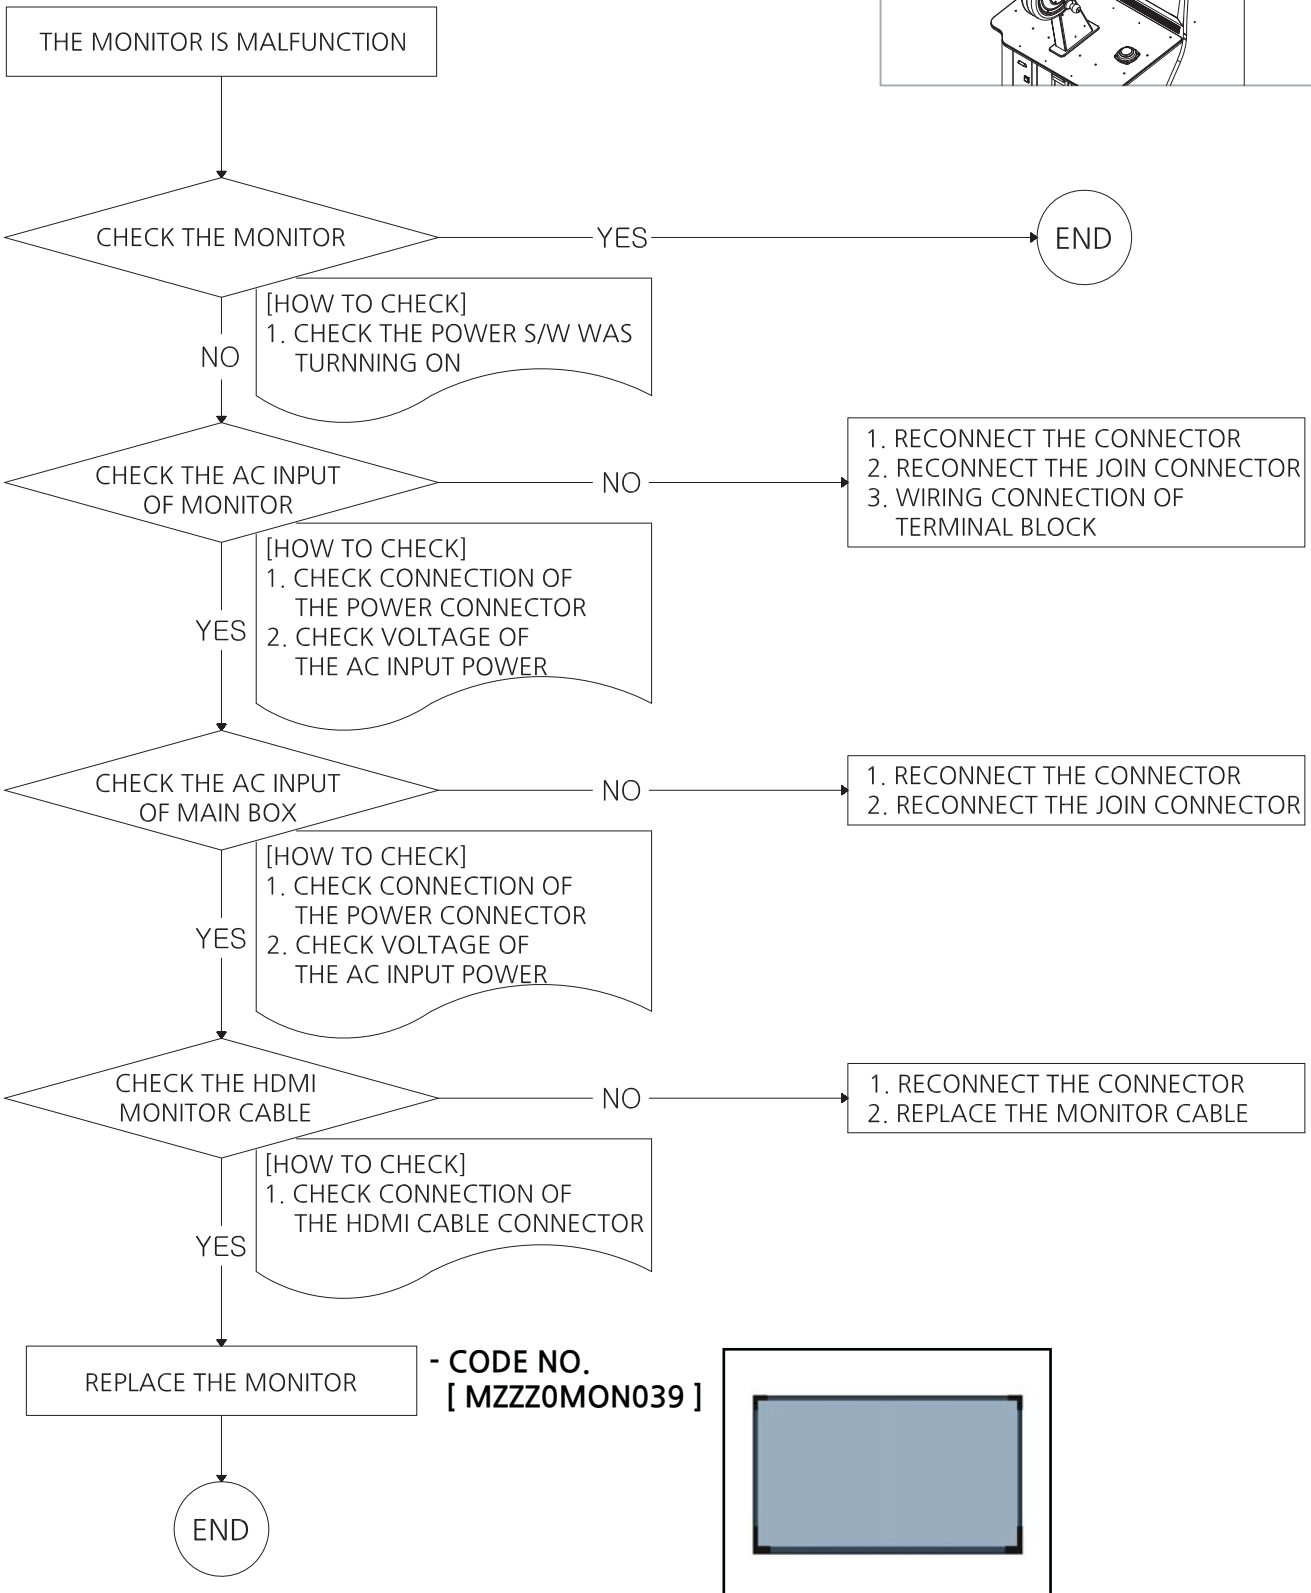 THE MONITOR IS MALFUNCTION
CHECK THE MONITOR
YES
END
[HOW TO CHECK]
1. CHECK THE POWER S/W WAS
TURNNING ON
NO
CHECK THE AC INPUT
OF MONITOR
NO
1. RECONNECT THE CONNECTOR
2. RECONNECT THE JOIN CONNECTOR
3. WIRING CONNECTION OF
TERMINAL BLOCK
[HOW TO CHECK]
1. CHECK CONNECTION OF
THE POWER CONNECTOR
2. CHECK VOLTAGE OF
THE AC INPUT POWER
YES
CHECK THE AC INPUT
OF MAIN BOX
NO
1. RECONNECT THE CONNECTOR
2. RECONNECT THE JOIN CONNECTOR
[HOW TO CHECK]
1. CHECK CONNECTION OF
THE POWER CONNECTOR
2. CHECK VOLTAGE OF
THE AC INPUT POWER
YES
CHECK THE HDMI
MONITOR CABLE
NO
1. RECONNECT THE CONNECTOR
2. REPLACE THE MONITOR CABLE
[HOW TO CHECK]
1. CHECK CONNECTION OF
THE HDMI CABLE CONNECTOR
YES
REPLACE THE MONITOR
- CODE NO.
[ MZZZ0MON039 ]
END